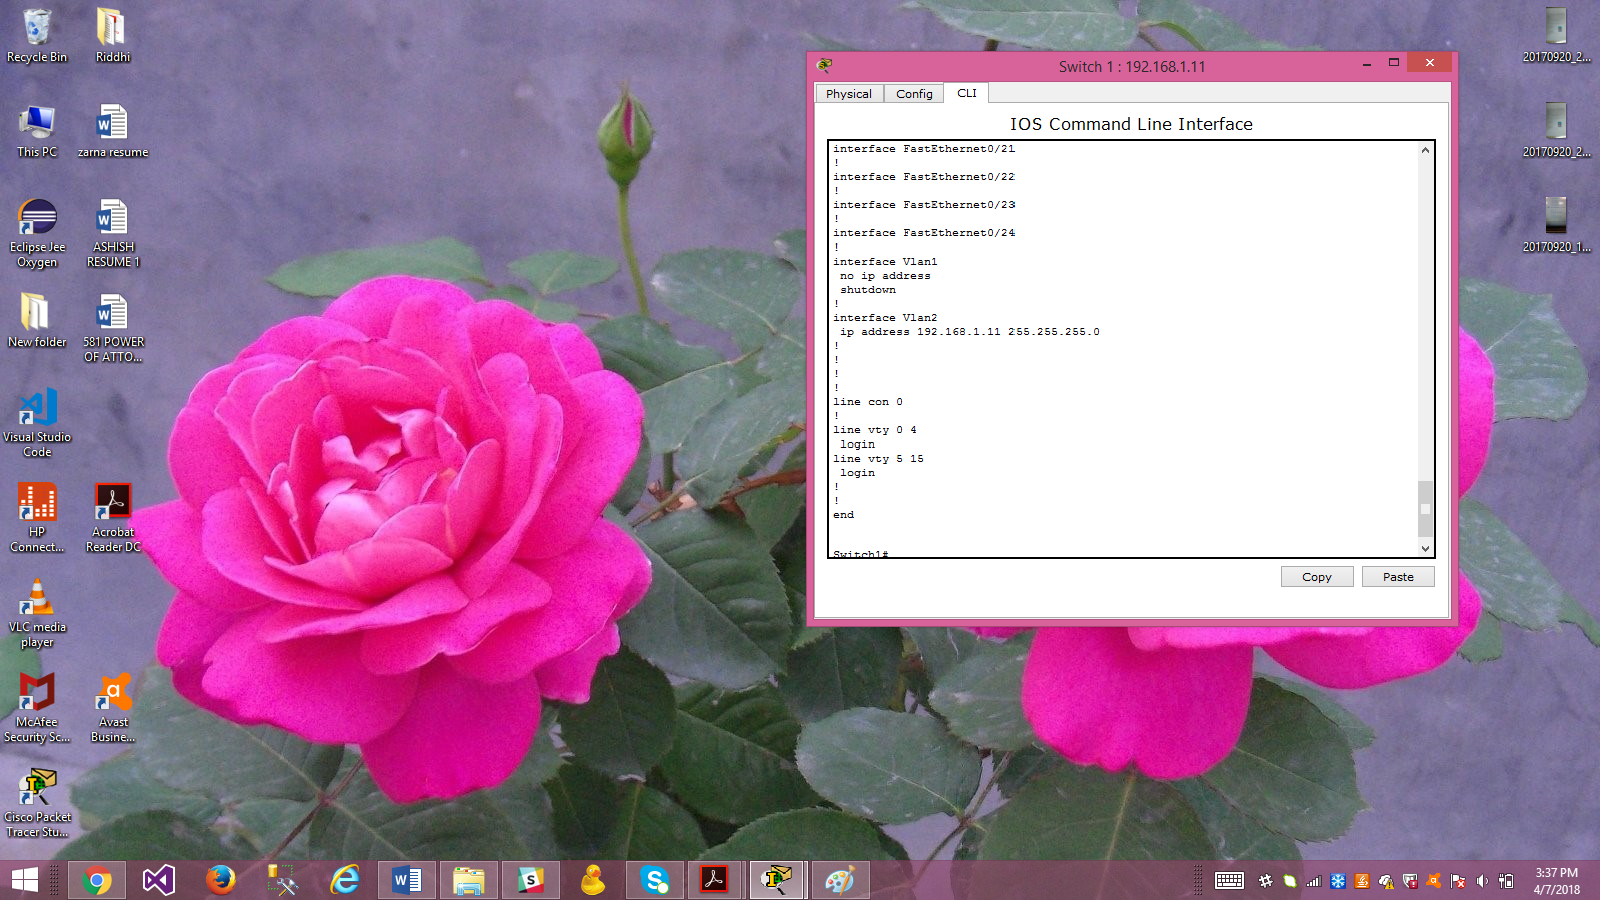 Recycle Bin
Riddhi
This PC
zarna resume
Eclipse Jee
Oxygen
ASHISH
RESUME 1
New folder
581 POWER
OF ATTO...
Visual Studio
Code
HP
Connect...
Acrobat
Reader DC
VLC media
player
McAfee
Security Sc...
Avast
Busine...
Cisco Packet
Tracer Stu...
20170920_2...
20170920_2...
20170920_1...
Switch 1 : 192.168.1.11
Physical
Config
CLI
IOS Command Line Interface
interface FastEthernet0/21
!
interface FastEthernet0/22
!
interface FastEthernet0/23
!
interface FastEthernet0/24
!
interface Vlan1
no ip address
shutdown
!
interface Vlan2
ip address 192.168.1.11 255.255.255.0
!
!
!
!
line con 0
!
line vty 0 4
login
line vty 5 15
login
!
!
end
Switch1#
Copy
Paste
3:37 PM
4/7/2018